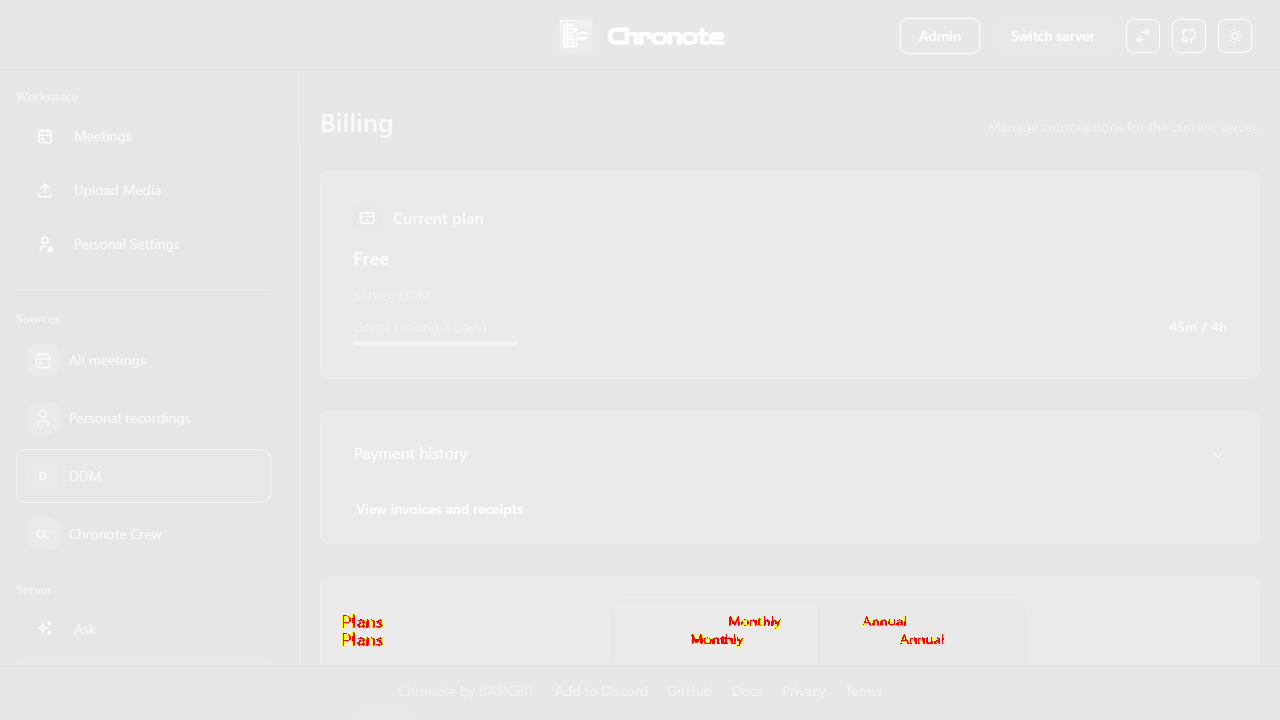 Chronote
Admin
Switch server
Workspace
Meetings
Upload Media
Personal Settings
Sources
All meetings
Personal recordings
D
DDM
CC
Chronote Crew
Server
Ask
Billing
Manage subscriptions for the current server.
Current plan
Free
Server: DDM
Usage (rolling 7 days)
45m / 4h
Payment history
View invoices and receipts
Plans
Monthly
Annual
Plans
Monthly
Annual
Chronote by BASICBIT
Add to Discord
GitHub
Docs
Privacy
Terms